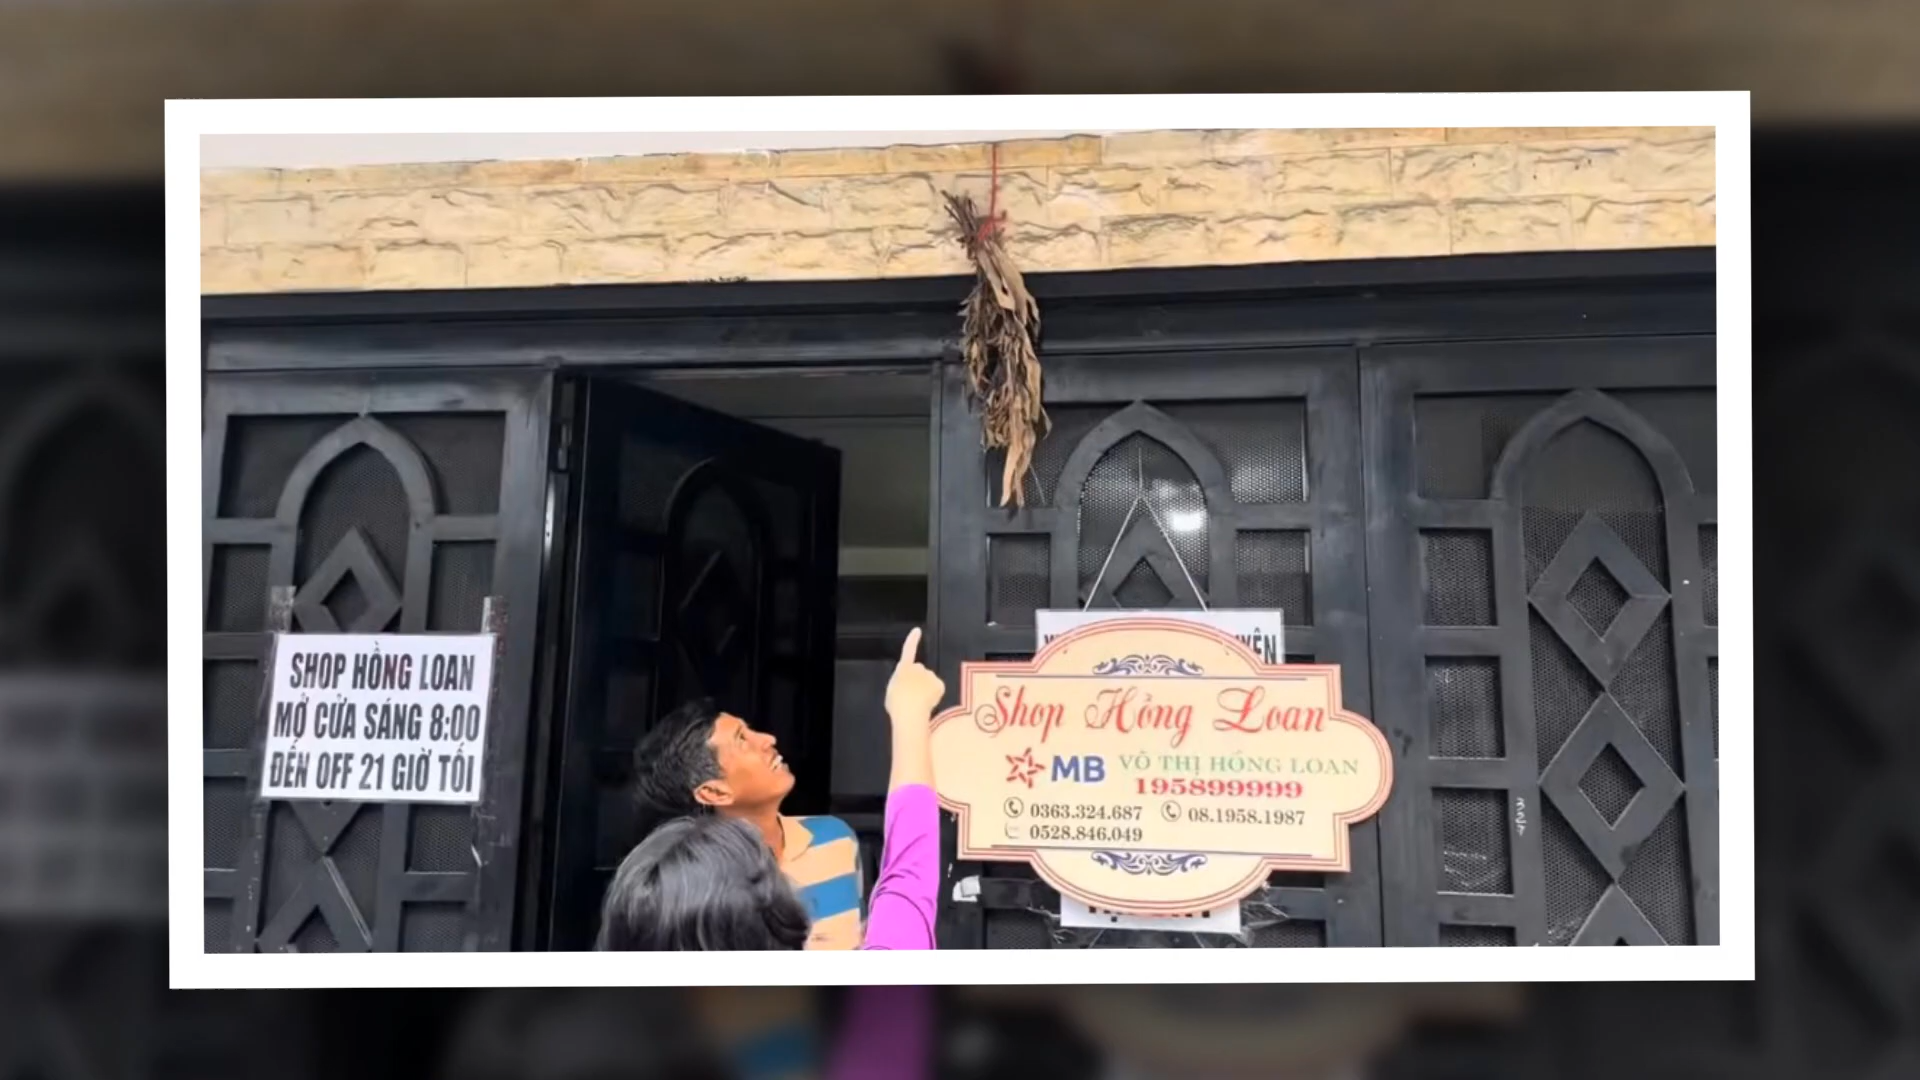 SHOP HỒNG LOAN
MỞ CỬA SÁNG 8:00
ĐẾN OFF 21 GIỜ TỐI
Shop Hồng Loan
MB VÕ THỊ HỒNG LOAN
195899999
0363.324.687 08.1958.1987
0528.846.049
327